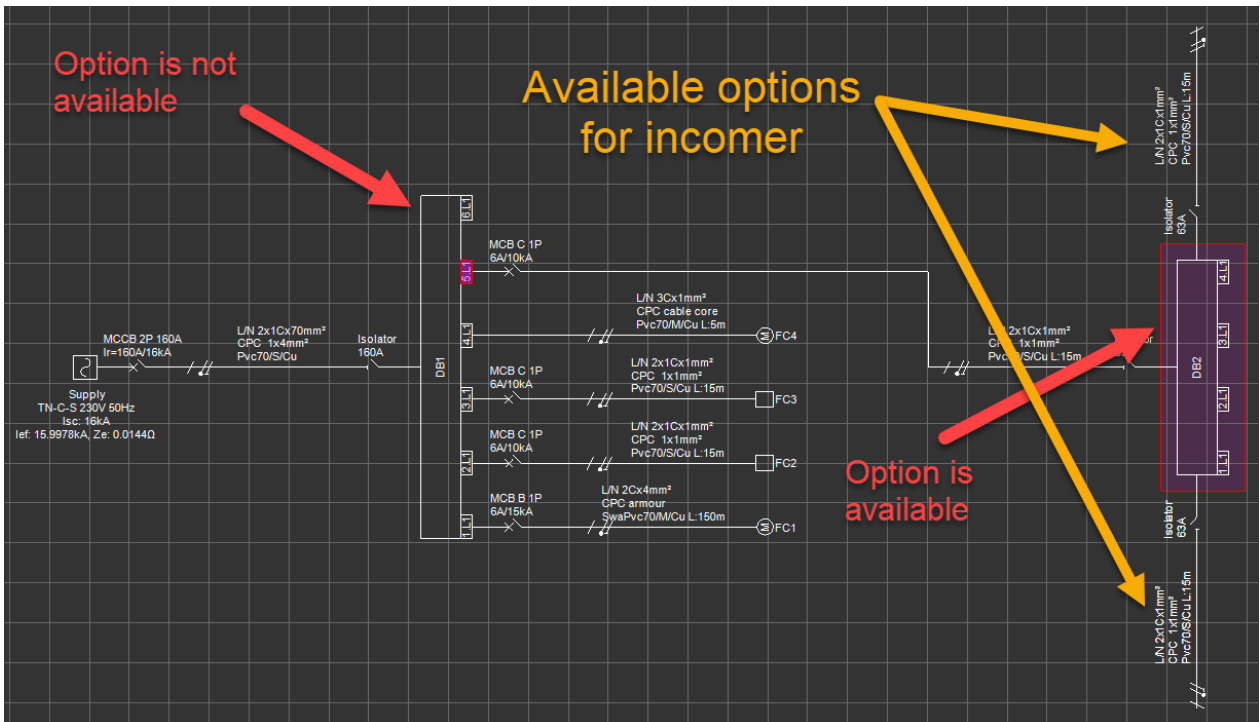 Option is not
available
Available options
for incomer
L/N 2x1Cx1mm²
CPC 1x1mm²
Pvc70/S/Cu L:15m
Isolator
63A
6.L1
5.L1
4.L1
3.L1
2.L1
1.L1
DB1
MCB C 1P
6A/10kA
L/N 3Cx1mm²
CPC cable core
Pvc70/M/Cu L:5m
M
FC4
MCCB 2P 160A
Ir=160A/16kA
L/N 2x1Cx70mm²
CPC 1x4mm²
Pvc70/S/Cu
Isolator
160A
Supply
TN-C-S 230V 50Hz
Isc: 16kA
Ief: 15.9978kA, Ze: 0.0144Ω
MCB C 1P
6A/10kA
L/N 2x1Cx1mm²
CPC 1x1mm²
Pvc70/S/Cu L:15m
FC3
MCB C 1P
6A/10kA
L/N 2x1Cx1mm²
CPC 1x1mm²
Pvc70/S/Cu L:15m
FC2
MCB B 1P
6A/15kA
L/N 2Cx4mm²
CPC armour
SwaPvc70/M/Cu L:150m
M
FC1
L/N 2x1Cx1mm²
CPC 1x1mm²
Pvc70/S/Cu L:15m
4.L1
3.L1
2.L1
1.L1
DB2
Option is
available
Isolator
63A
L/N 2x1Cx1mm²
CPC 1x1mm²
Pvc70/S/Cu L:15m